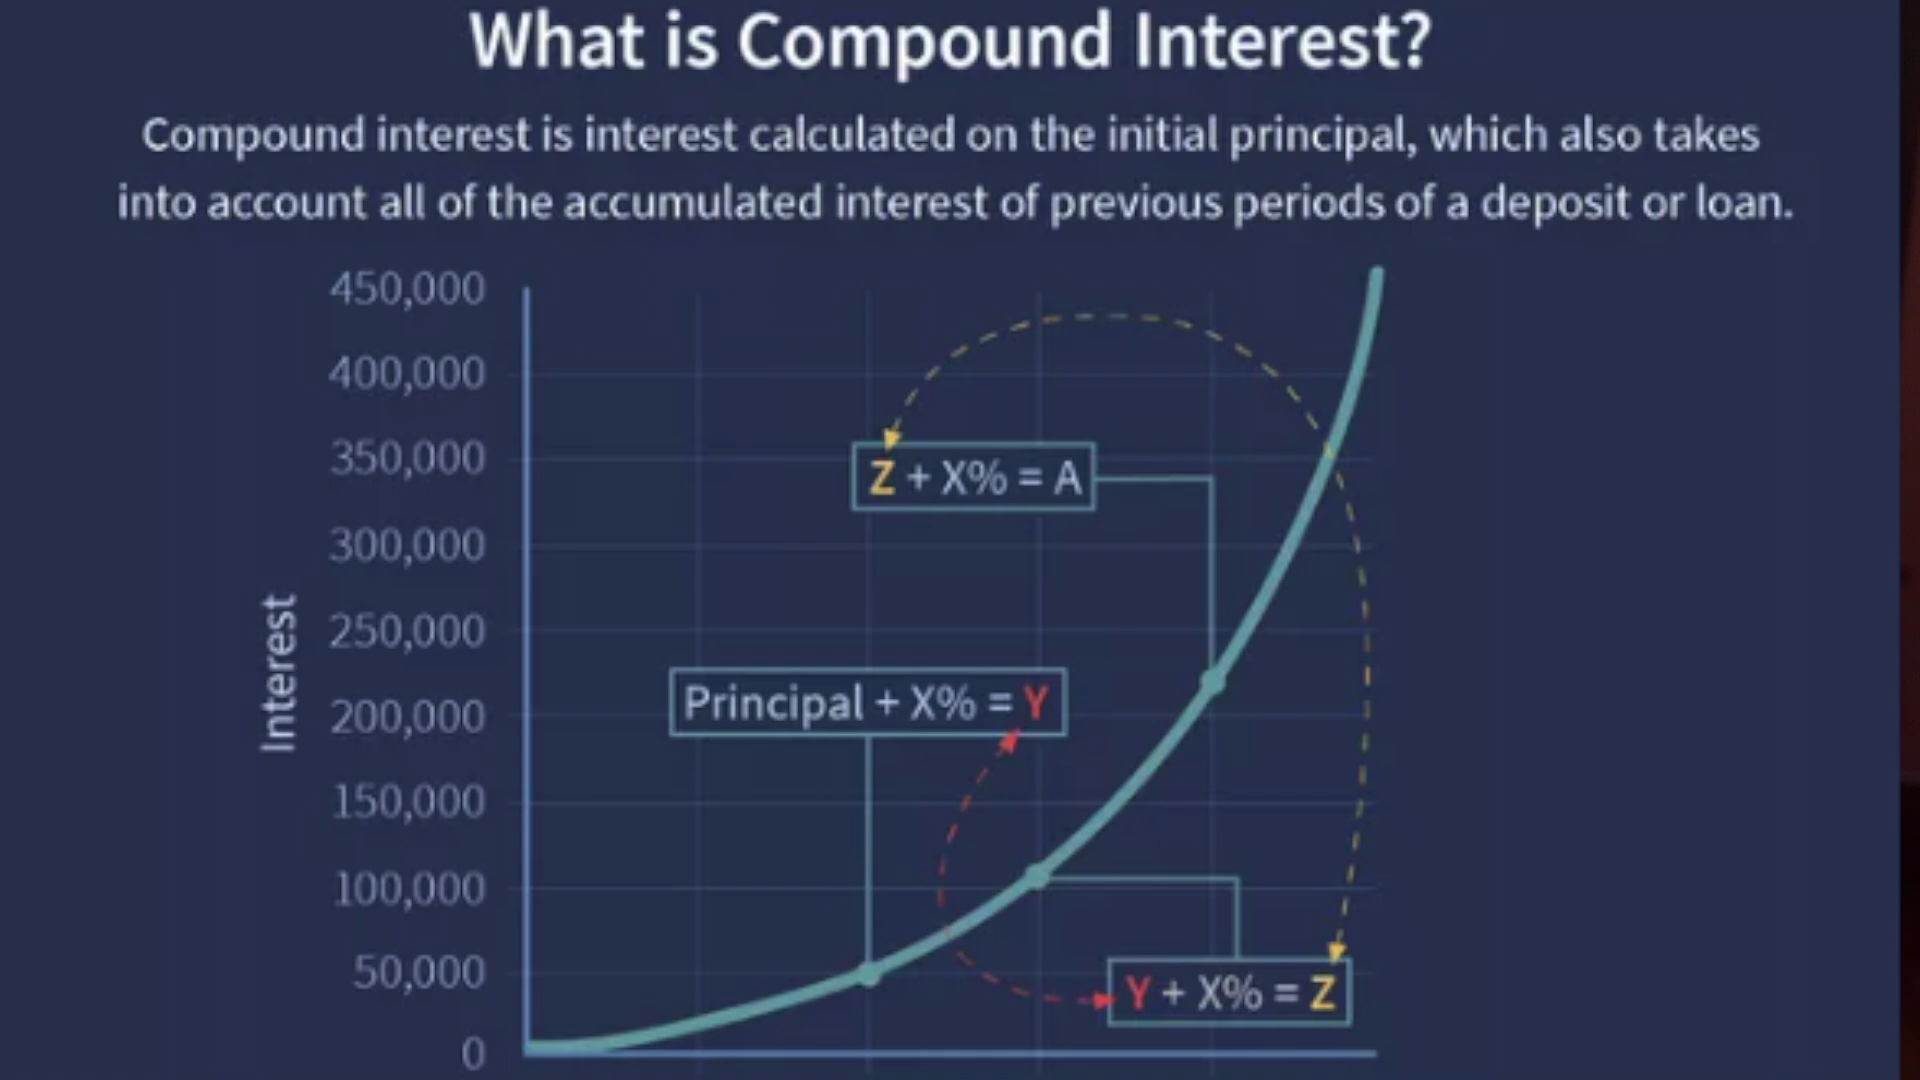 What is Compound Interest?
Compound interest is interest calculated on the initial principal, which also takes
into account all of the accumulated interest of previous periods of a deposit or loan.
450,000
400,000
350,000
300,000
250,000
200,000
150,000
100,000
50,000
0
Interest
Z + X% = A
Principal + X% = Y
Y + X% = Z